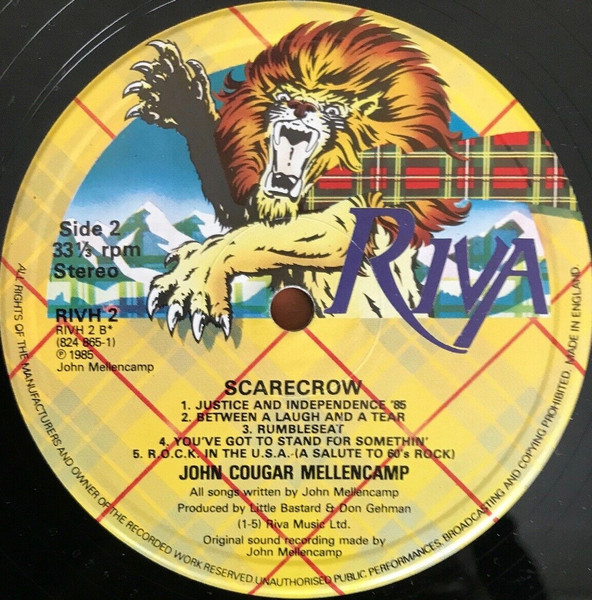 Side 2
33⅓ rpm
Stereo
RIVA
RIVH 2
RIVH 2 B*
(824 865-1)
℗ 1985
John Mellencamp
SCARECROW
1. JUSTICE AND INDEPENDENCE '85
2. BETWEEN A LAUGH AND A TEAR
3. RUMBLESEAT
4. YOU'VE GOT TO STAND FOR SOMETHIN'
5. R.O.C.K. IN THE U.S.A. (A SALUTE TO 60's ROCK)
JOHN COUGAR MELLENCAMP
All songs written by John Mellencamp
Produced by Little Bastard & Don Gehman
(1-5) Riva Music Ltd.
Original sound recording made by
John Mellencamp
ALL RIGHTS OF THE MANUFACTURERS AND OWNER OF THE RECORDED WORK RESERVED. UNAUTHORISED PUBLIC PERFORMANCES, BROADCASTING AND COPYING PROHIBITED. MADE IN ENGLAND.